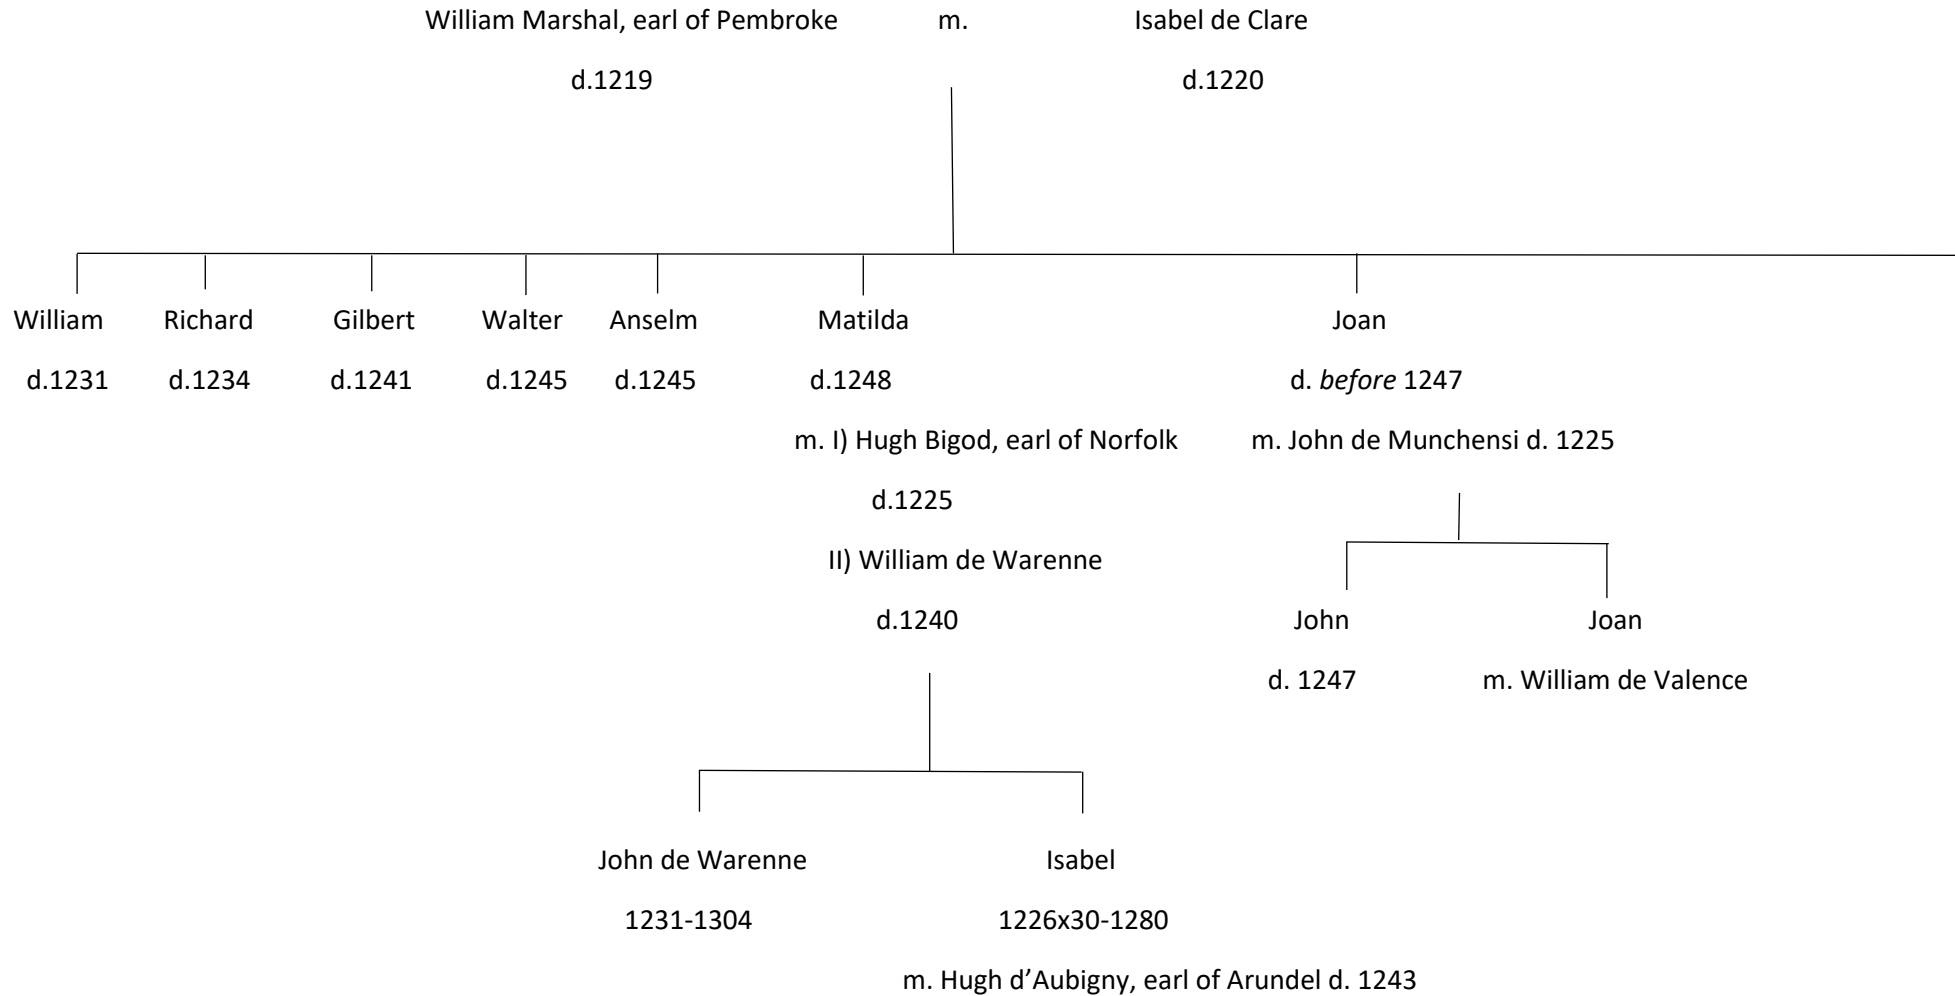 William Marshal, earl of Pembroke m. Isabel de Clare
d.1219 d.1220
William Richard Gilbert Walter Anselm Matilda Joan
d.1231 d.1234 d.1241 d.1245 d.1245 d.1248 d. before 1247
m. I) Hugh Bigod, earl of Norfolk m. John de Munchensi d. 1225
d.1225
II) William de Warenne
d.1240 John Joan
d. 1247 m. William de Valence
John de Warenne Isabel
1231-1304 1226x30-1280
m. Hugh d’Aubigny, earl of Arundel d. 1243